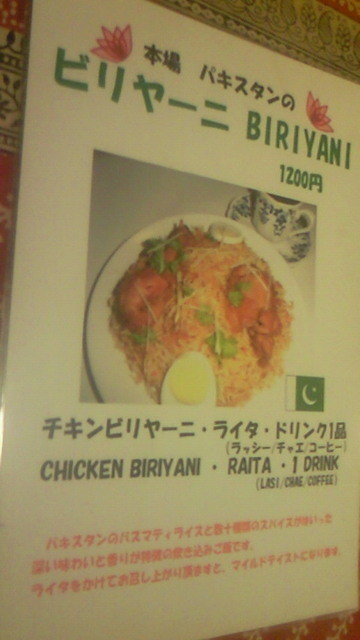 本場 パキスタンの
ビリヤーニ BIRIYANI
1200円
チキンビリヤーニ・ライタ・ドリンク1品
(ラッシー/チャエ/コーヒー)
CHICKEN BIRIYANI ・ RAITA ・1 DRINK
(LASI/CHAE/COFFEE)
パキスタンのバスマティライスと数十種類のスパイスが
深い味わいと香りが特徴の炊き込みご飯です。
ライタをかけてお召し上がり頂きますと、マイルドテイストになります。